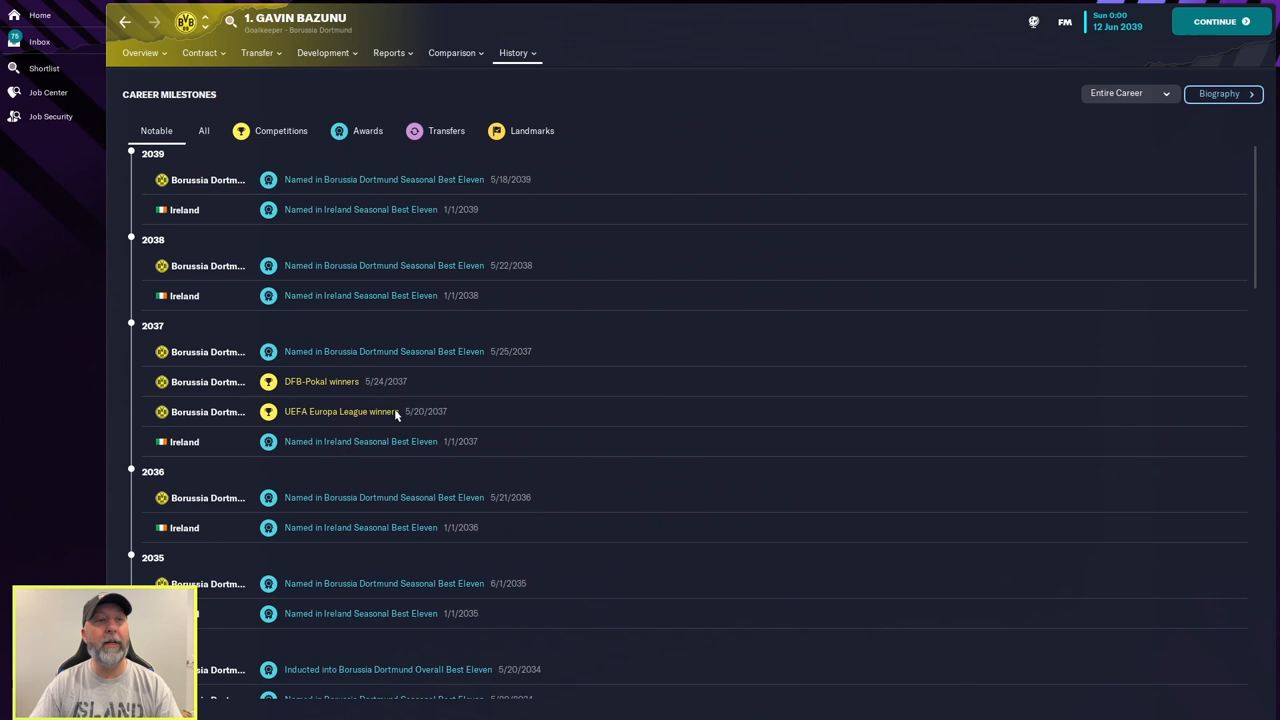 Home
75
Inbox
Shortlist
Job Center
Job Security
BVB
1. GAVIN BAZUNU
Goalkeeper - Borussia Dortmund
FM
Sun 0:00
12 Jun 2039
CONTINUE
Overview
Contract
Transfer
Development
Reports
Comparison
History
CAREER MILESTONES
Entire Career
Biography
Notable
All
Competitions
Awards
Transfers
Landmarks
2039
Borussia Dortm... Named in Borussia Dortmund Seasonal Best Eleven 5/18/2039
Ireland Named in Ireland Seasonal Best Eleven 1/1/2039
2038
Borussia Dortm... Named in Borussia Dortmund Seasonal Best Eleven 5/22/2038
Ireland Named in Ireland Seasonal Best Eleven 1/1/2038
2037
Borussia Dortm... Named in Borussia Dortmund Seasonal Best Eleven 5/25/2037
Borussia Dortm... DFB-Pokal winners 5/24/2037
Borussia Dortm... UEFA Europa League winners 5/20/2037
Ireland Named in Ireland Seasonal Best Eleven 1/1/2037
2036
Borussia Dortm... Named in Borussia Dortmund Seasonal Best Eleven 5/21/2036
Ireland Named in Ireland Seasonal Best Eleven 1/1/2036
2035
Borussia Dortm... Named in Borussia Dortmund Seasonal Best Eleven 6/1/2035
Named in Ireland Seasonal Best Eleven 1/1/2035
Dortm... Inducted into Borussia Dortmund Overall Best Eleven 5/20/2034
ISLAND